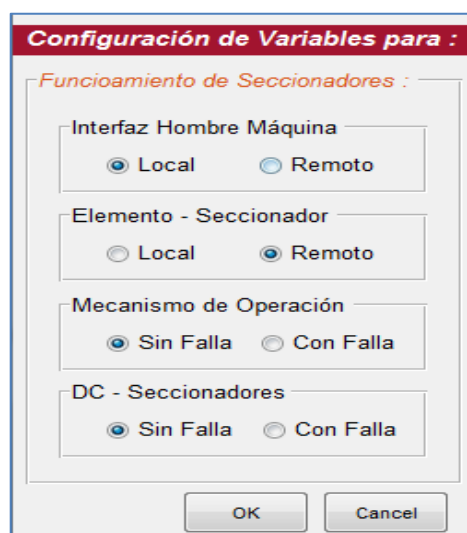 Configuración de Variables para :
Funcioamiento de Seccionadores :
Interfaz Hombre Máquina
Local Remoto
Elemento - Seccionador
Local Remoto
Mecanismo de Operación
Sin Falla Con Falla
DC - Seccionadores
Sin Falla Con Falla
OK Cancel